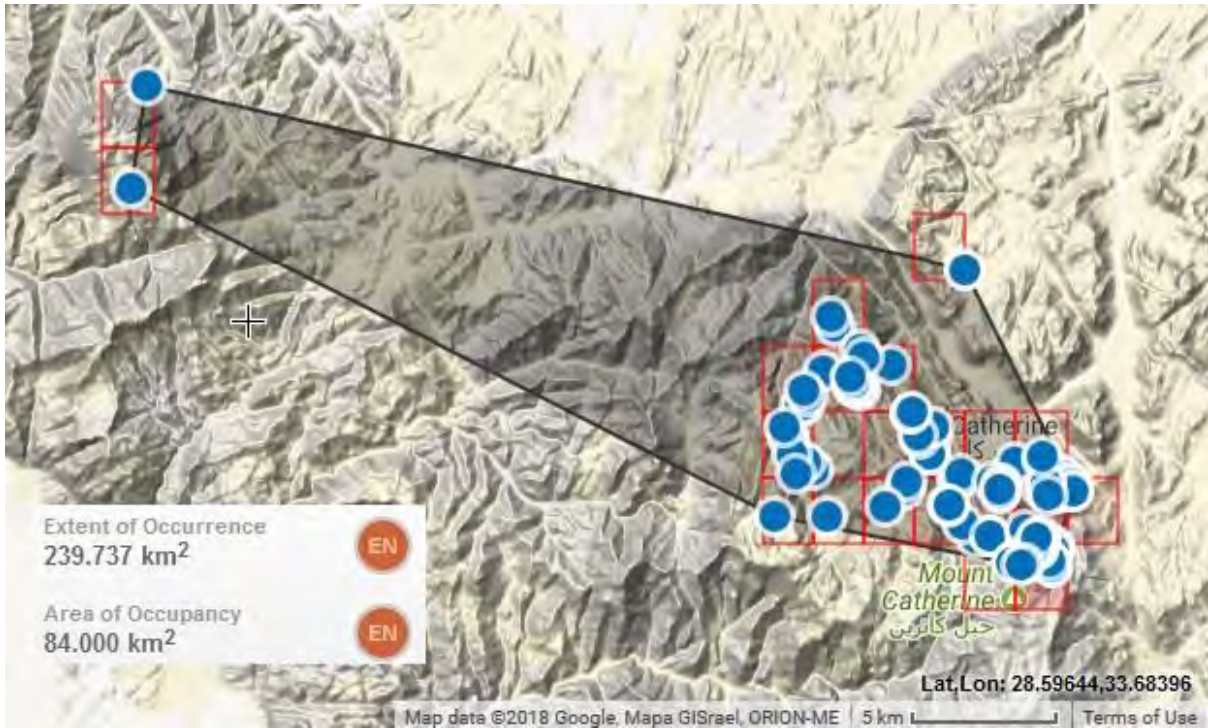 Catherine
كا
Extent of Occurrence
239.737 km²
EN
Area of Occupancy
84.000 km²
EN
Mount
Catherine
جبل كاترين
Lat,Lon: 28.59644,33.68396
Map data ©2018 Google, Mapa GISrael, ORION-ME
5 km
Terms of Use